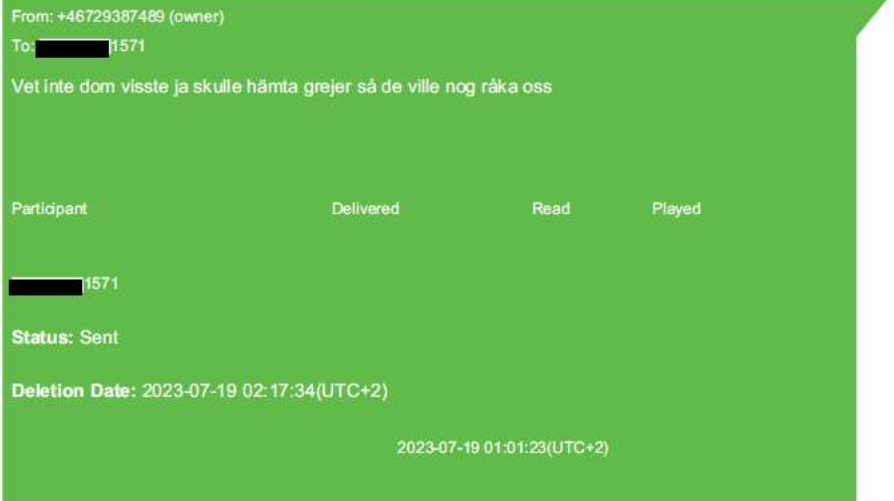 From: +46729387489 (owner)
To: 1571
Vet inte dom visste ja skulle hämta grejer så de ville nog råka oss
Participant Delivered Read Played
1571
Status: Sent
Deletion Date: 2023-07-19 02:17:34(UTC+2)
2023-07-19 01:01:23(UTC+2)